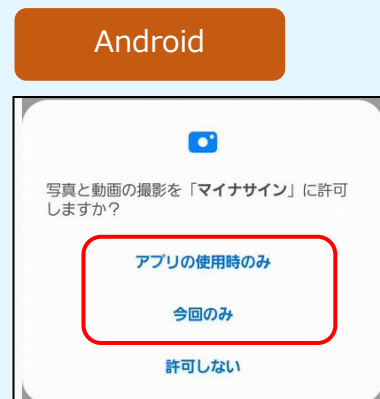 Android
写真と動画の撮影を「マイナサイン」に許可
しますか？
アプリの使用時のみ
今回のみ
許可しない